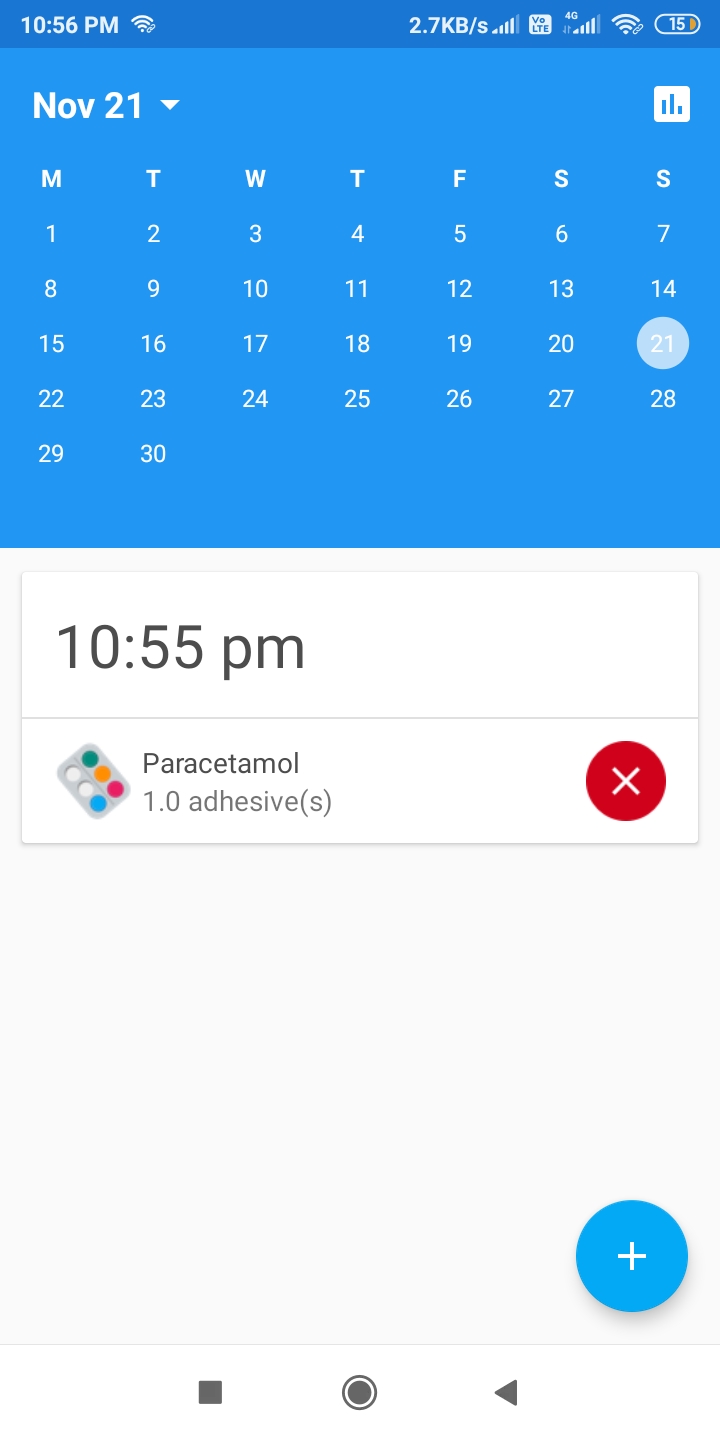 10:56 PM 2.7KB/s Vo LTE 4G 15
Nov 21
M T W T F S S
1 2 3 4 5 6 7
8 9 10 11 12 13 14
15 16 17 18 19 20 21
22 23 24 25 26 27 28
29 30
10:55 pm
Paracetamol
1.0 adhesive(s)